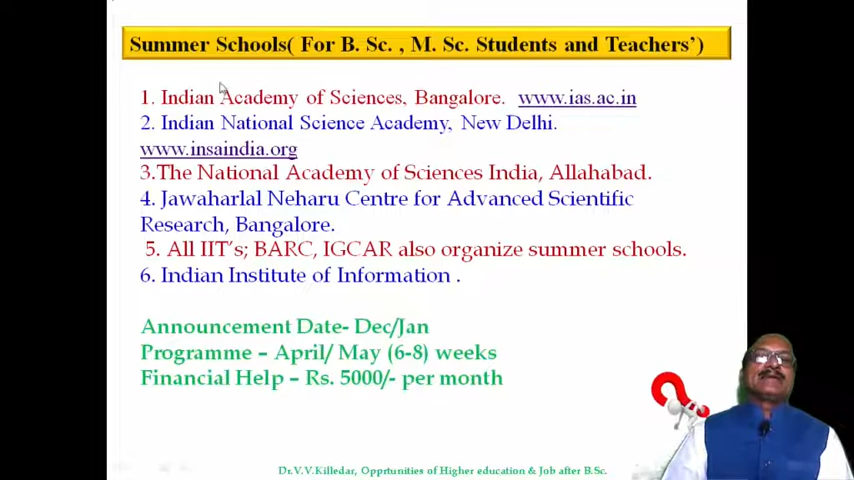 Summer Schools( For B. Sc. , M. Sc. Students and Teachers’)
1. Indian Academy of Sciences, Bangalore. www.ias.ac.in
2. Indian National Science Academy, New Delhi.
www.insaindia.org
3.The National Academy of Sciences India, Allahabad.
4. Jawaharlal Neharu Centre for Advanced Scientific
Research, Bangalore.
5. All IIT’s; BARC, IGCAR also organize summer schools.
6. Indian Institute of Information .
Announcement Date- Dec/Jan
Programme – April/ May (6-8) weeks
Financial Help – Rs. 5000/- per month
Dr.V.V.Killedar, Opprtunities of Higher education & Job after B.Sc.